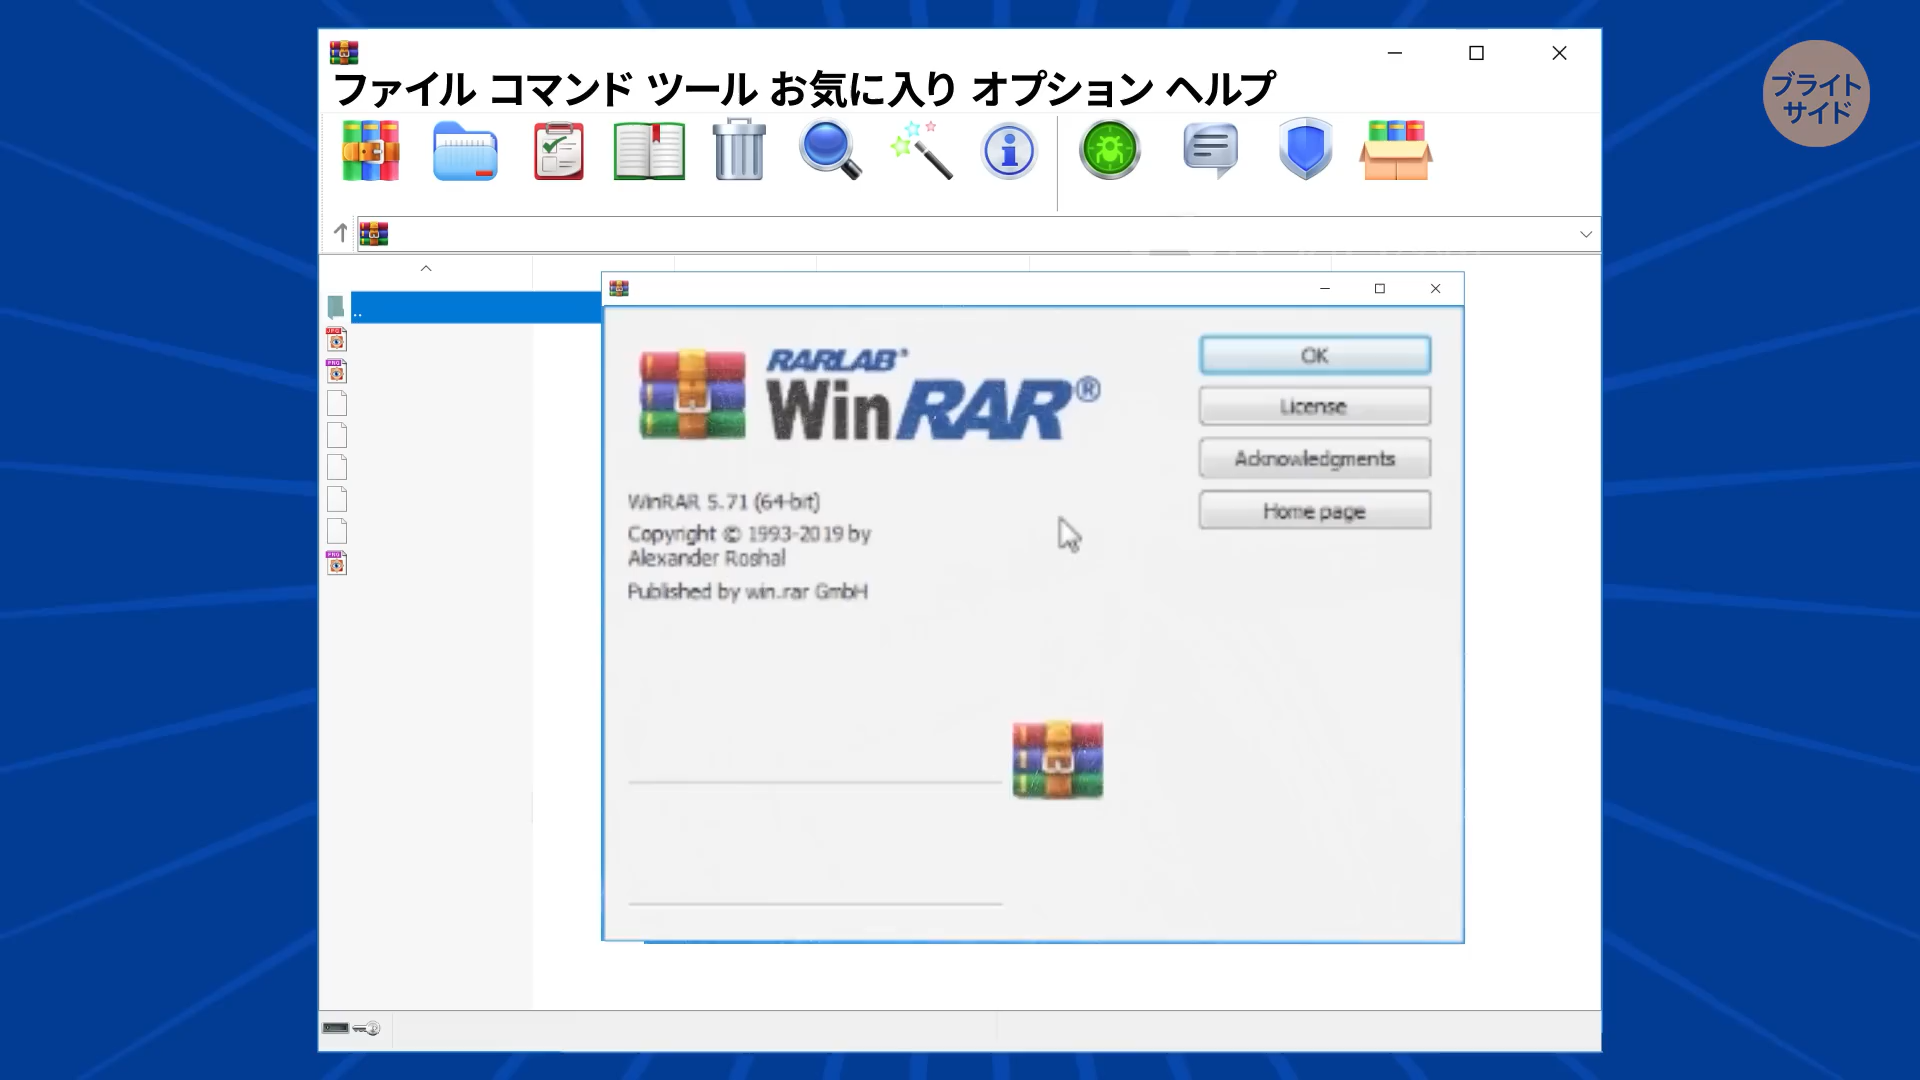 ファイル コマンド ツール お気に入り オプション ヘルプ
ブライト
サイド
..
RARLAB®
WinRAR®
WinRAR 5.71 (64-bit)
Copyright © 1993-2019 by
Alexander Roshal
Published by win.rar GmbH
OK
License
Acknowledgments
Home page